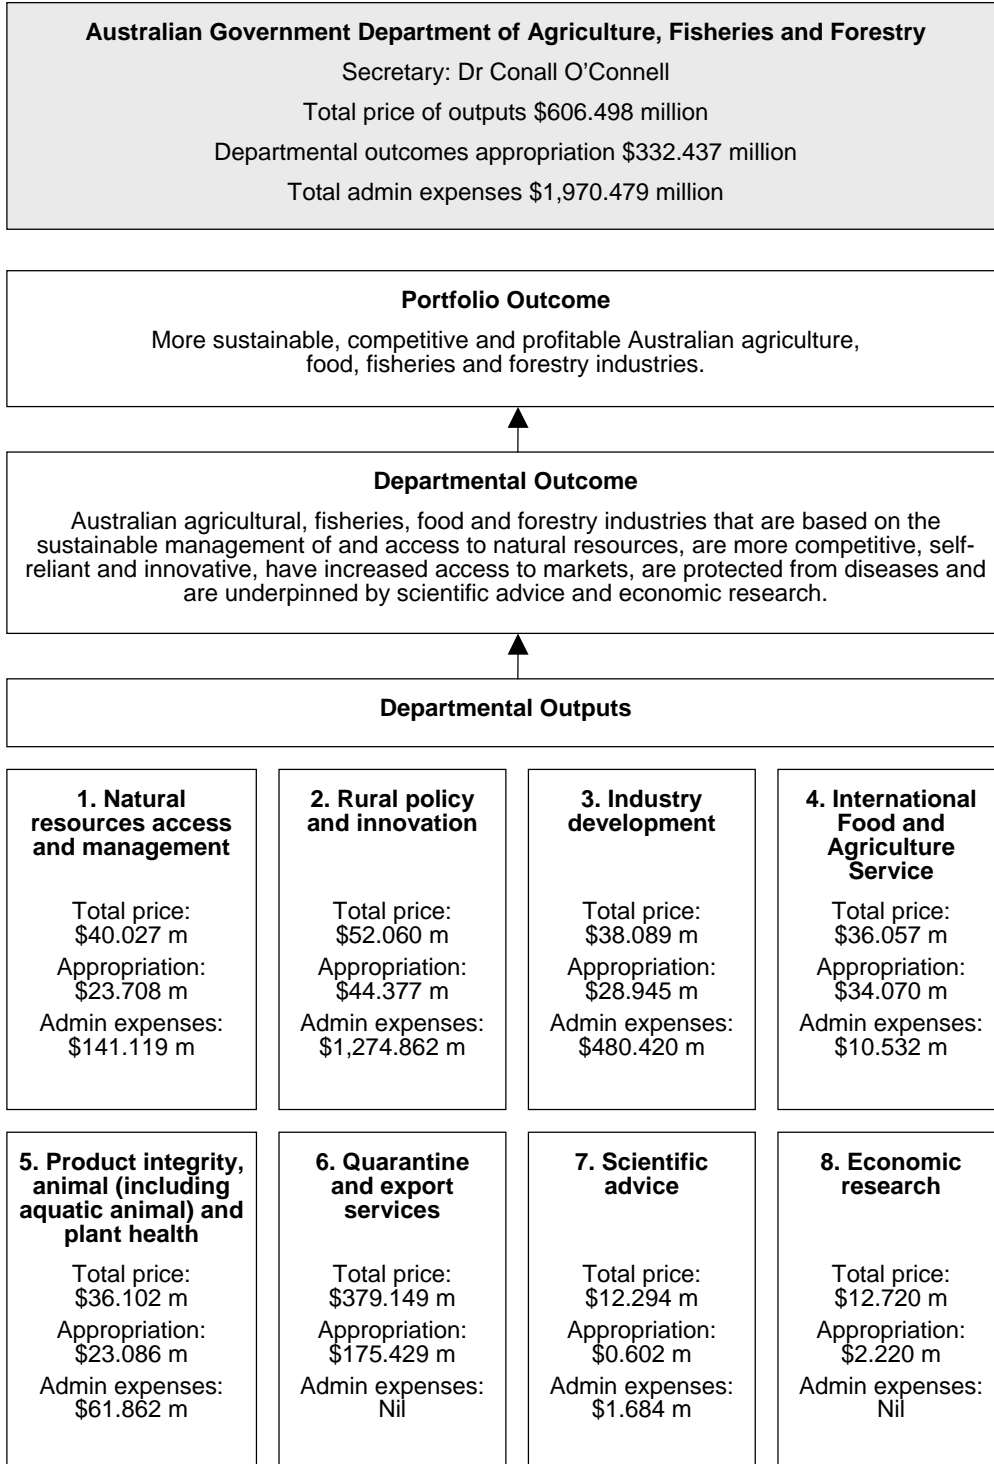 Australian Government Department of Agriculture, Fisheries and Forestry
Secretary: Dr Conall O’Connell
Total price of outputs $606.498 million
Departmental outcomes appropriation $332.437 million
Total admin expenses $1,970.479 million
Portfolio Outcome
More sustainable, competitive and profitable Australian agriculture,
food, fisheries and forestry industries.
Departmental Outcome
Australian agricultural, fisheries, food and forestry industries that are based on the
sustainable management of and access to natural resources, are more competitive, self-
reliant and innovative, have increased access to markets, are protected from diseases and
are underpinned by scientific advice and economic research.
Departmental Outputs
1. Natural
resources access
and management
Total price:
$40.027 m
Appropriation:
$23.708 m
Admin expenses:
$141.119 m
2. Rural policy
and innovation
Total price:
$52.060 m
Appropriation:
$44.377 m
Admin expenses:
$1,274.862 m
3. Industry
development
Total price:
$38.089 m
Appropriation:
$28.945 m
Admin expenses:
$480.420 m
4. International
Food and
Agriculture
Service
Total price:
$36.057 m
Appropriation:
$34.070 m
Admin expenses:
$10.532 m
5. Product integrity,
animal (including
aquatic animal) and
plant health
Total price:
$36.102 m
Appropriation:
$23.086 m
Admin expenses:
$61.862 m
6. Quarantine
and export
services
Total price:
$379.149 m
Appropriation:
$175.429 m
Admin expenses:
Nil
7. Scientific
advice
Total price:
$12.294 m
Appropriation:
$0.602 m
Admin expenses:
$1.684 m
8. Economic
research
Total price:
$12.720 m
Appropriation:
$2.220 m
Admin expenses:
Nil